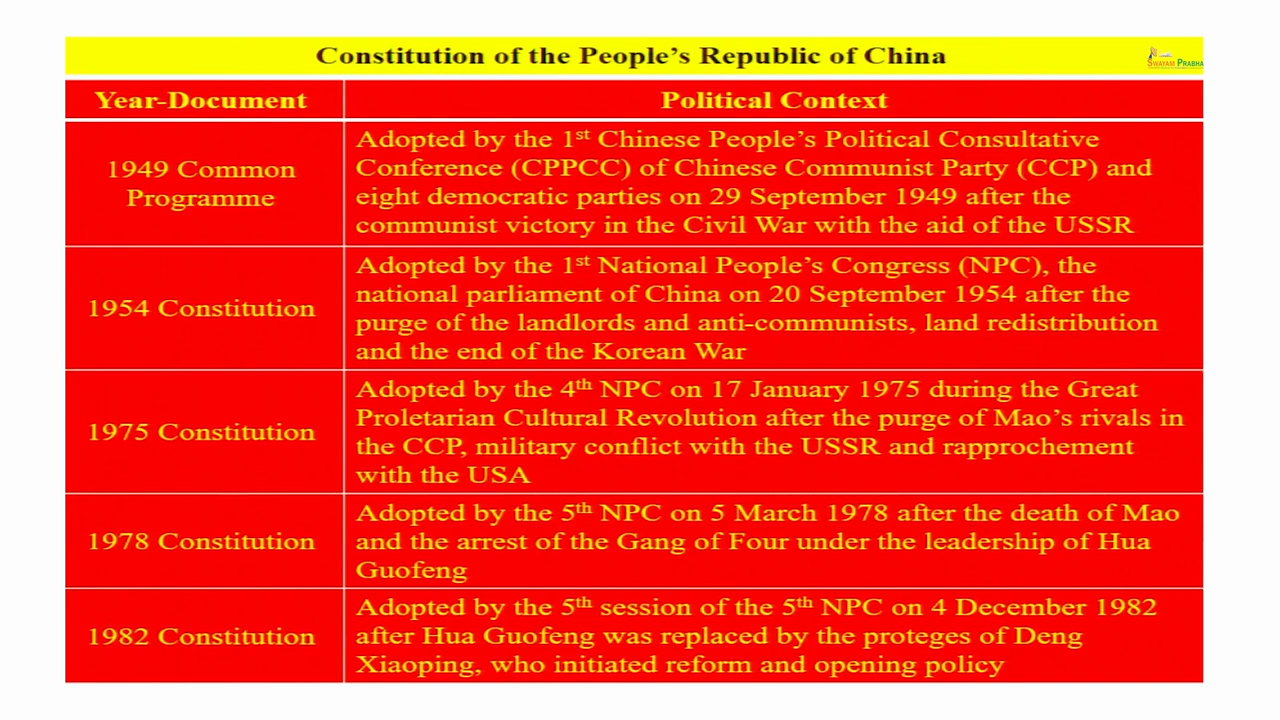 Constitution of the People's Republic of China
SWAYAM PRABHA
Year-Document
Political Context
1949 Common
Programme
Adopted by the 1st Chinese People's Political Consultative
Conference (CPPCC) of Chinese Communist Party (CCP) and
eight democratic parties on 29 September 1949 after the
communist victory in the Civil War with the aid of the USSR
1954 Constitution
Adopted by the 1st National People's Congress (NPC), the
national parliament of China on 20 September 1954 after the
purge of the landlords and anti-communists, land redistribution
and the end of the Korean War
1975 Constitution
Adopted by the 4th NPC on 17 January 1975 during the Great
Proletarian Cultural Revolution after the purge of Mao's rivals in
the CCP, military conflict with the USSR and rapprochement
with the USA
1978 Constitution
Adopted by the 5th NPC on 5 March 1978 after the death of Mao
and the arrest of the Gang of Four under the leadership of Hua
Guofeng
1982 Constitution
Adopted by the 5th session of the 5th NPC on 4 December 1982
after Hua Guofeng was replaced by the proteges of Deng
Xiaoping, who initiated reform and opening policy